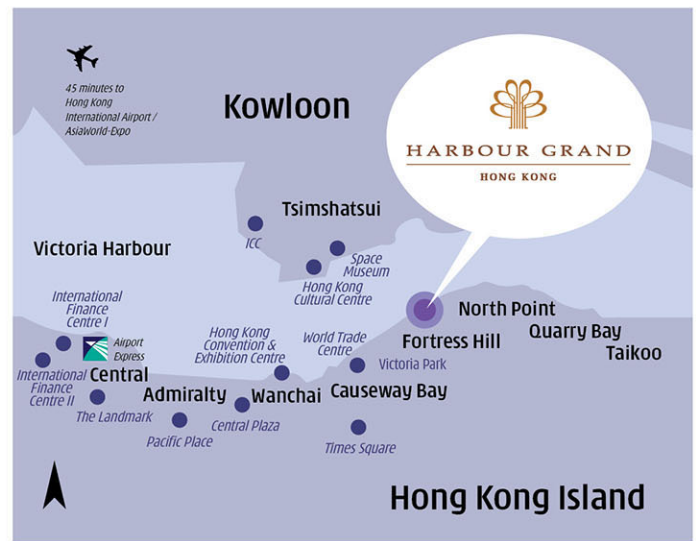 45 minutes to
Hong Kong
International Airport /
AsiaWorld-Expo
Kowloon
HARBOUR GRAND
HONG KONG
Tsimshatsui
ICC
Space
Museum
Hong Kong
Cultural Centre
Victoria Harbour
International
Finance
Centre I
Airport
Express
International
Finance
Centre II
Central
The Landmark
Admiralty
Pacific Place
Hong Kong
Convention &
Exhibition Centre
Wanchai
Central Plaza
World Trade
Centre
Causeway Bay
Times Square
Victoria Park
Fortress Hill
North Point
Quarry Bay
Taikoo
Hong Kong Island